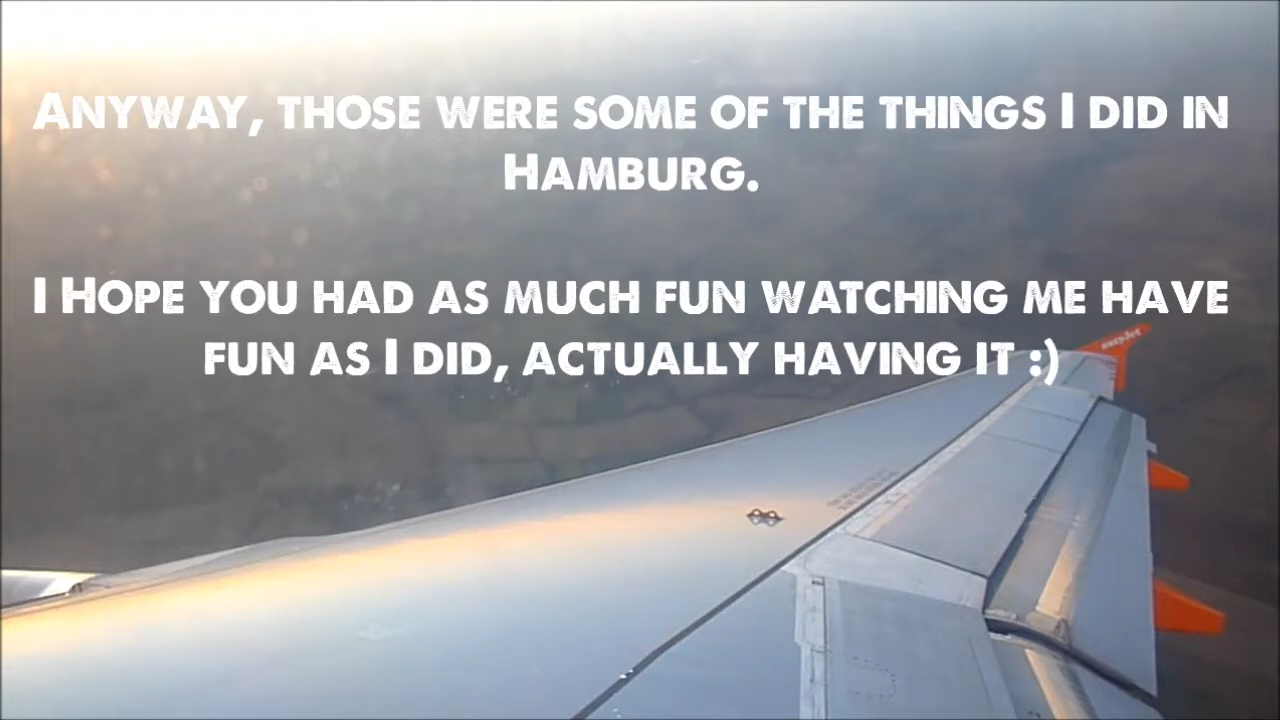 Anyway, those were some of the things I did in
Hamburg.
I Hope you had as much fun watching me have
fun as I did, actually having it :)
easyJet